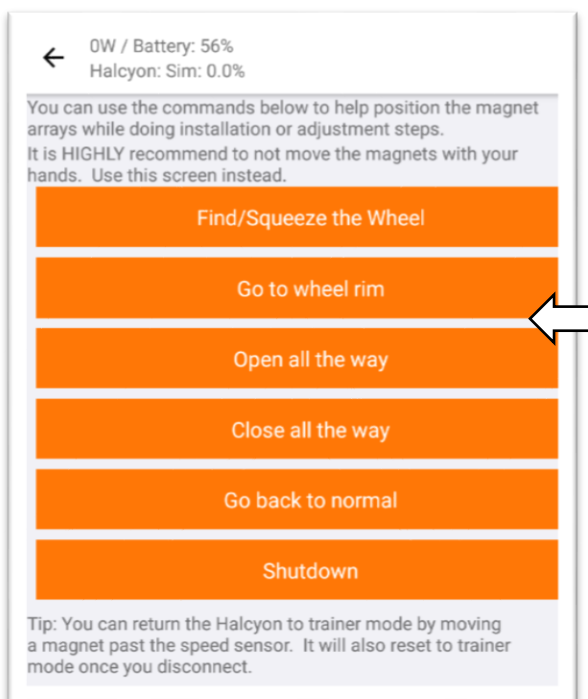 0W / Battery: 56%
Halcyon: Sim: 0.0%
You can use the commands below to help position the magnet
arrays while doing installation or adjustment steps.
It is HIGHLY recommend to not move the magnets with your
hands.  Use this screen instead.
Find/Squeeze the Wheel
Go to wheel rim
Open all the way
Close all the way
Go back to normal
Shutdown
Tip: You can return the Halcyon to trainer mode by moving
a magnet past the speed sensor.  It will also reset to trainer
mode once you disconnect.